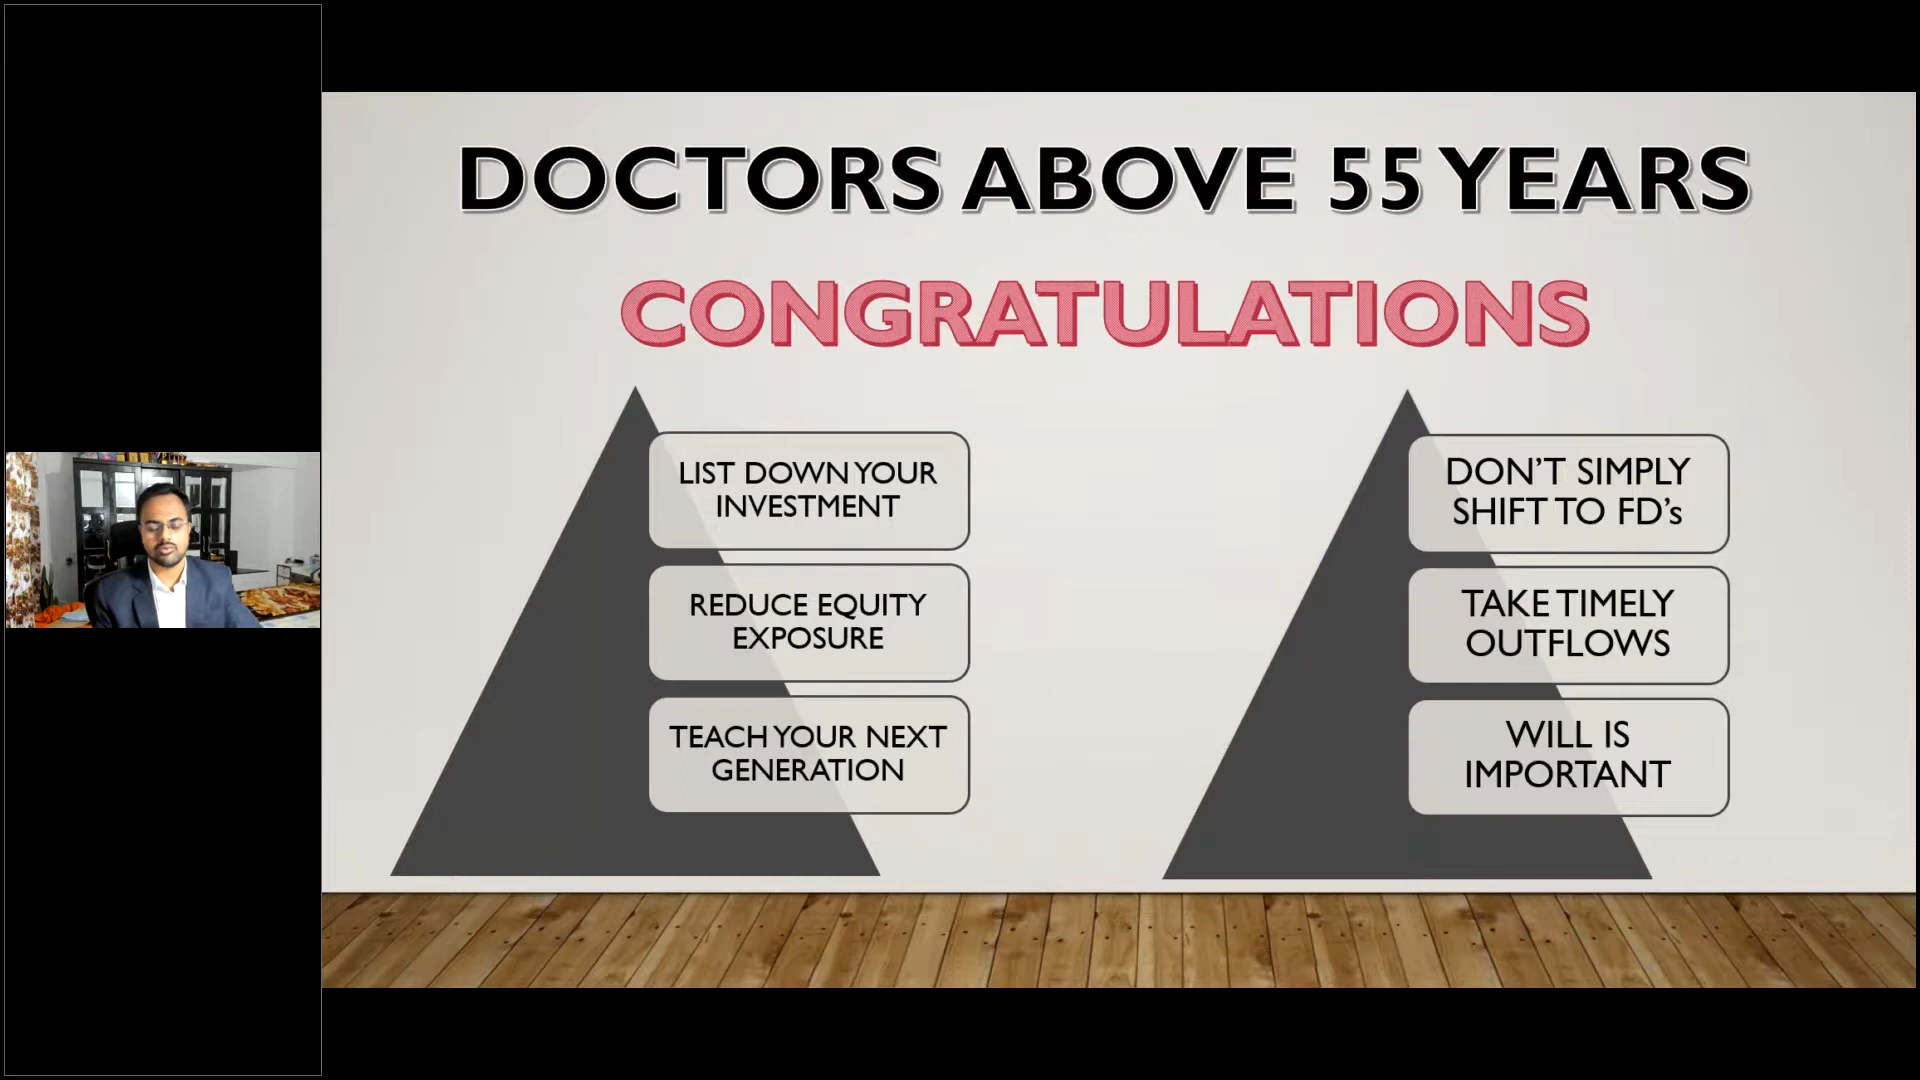 DOCTORS ABOVE 55 YEARS
CONGRATULATIONS
LIST DOWN YOUR
INVESTMENT
REDUCE EQUITY
EXPOSURE
TEACH YOUR NEXT
GENERATION
DON'T SIMPLY
SHIFT TO FD's
TAKE TIMELY
OUTFLOWS
WILL IS
IMPORTANT